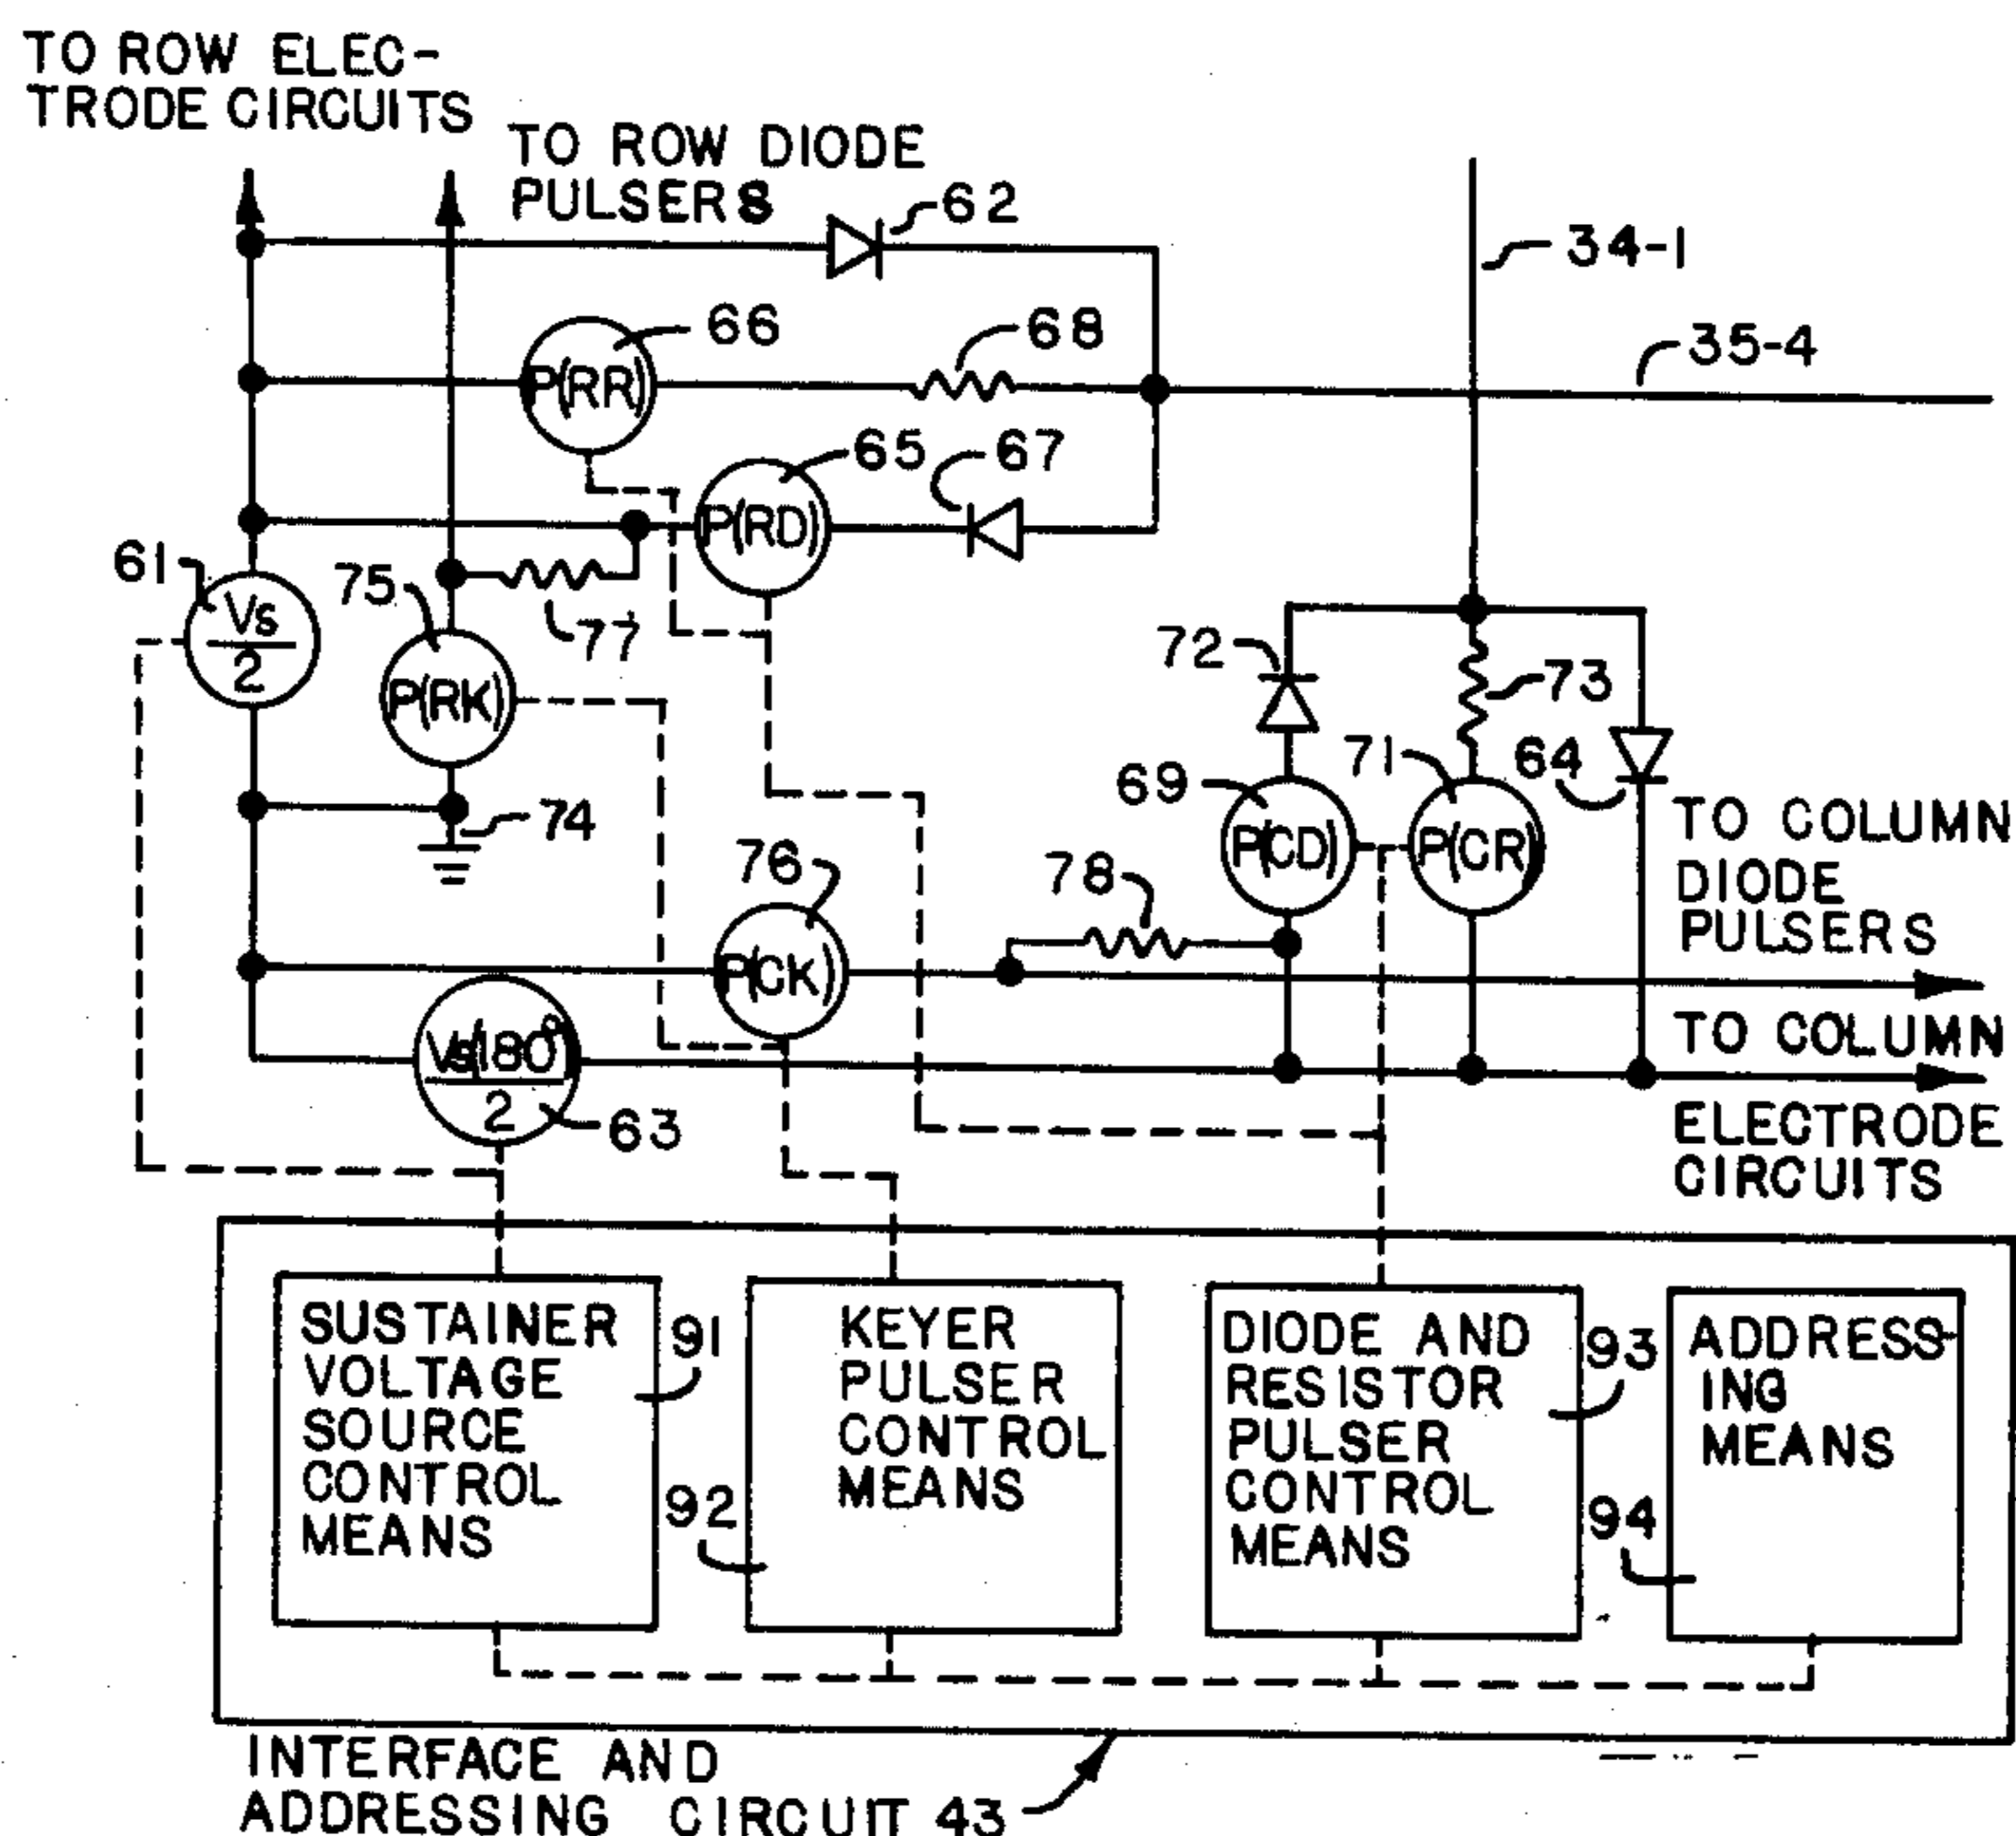 TO ROW ELEC-
TRODE CIRCUITS
TO ROW DIODE
PULSERS
62
34-1
66
68
35-4
P(RR)
65
67
P(RD)
61
75
77
Vs
2
P(RK)
72
73
71
64
69
74
76
78
P(CD)
P(CR)
TO COLUMN
DIODE
PULSERS
P(CK)
TO COLUMN
ELECTRODE
CIRCUITS
Vs(180°)
2
63
SUSTAINER
VOLTAGE
SOURCE
CONTROL
MEANS
91
KEYER
PULSER
CONTROL
MEANS
92
DIODE AND
RESISTOR
PULSER
CONTROL
MEANS
93
ADDRESS-
ING
MEANS
94
INTERFACE AND
ADDRESSING CIRCUIT 43